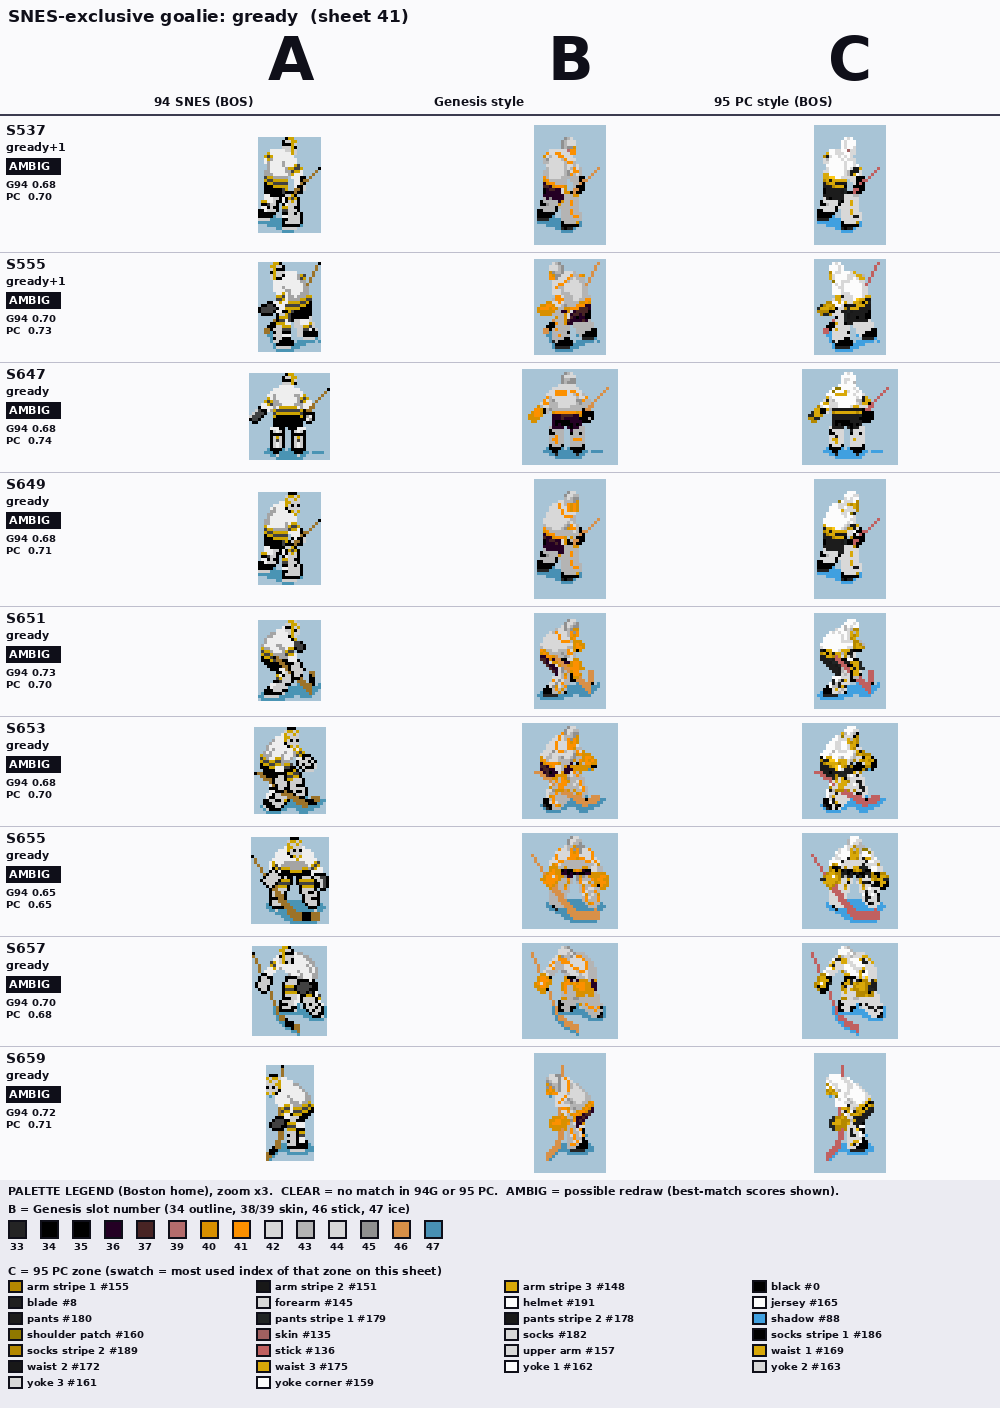 SNES-exclusive goalie: gready  (sheet 41)
A B C
94 SNES (BOS) Genesis style 95 PC style (BOS)
S537
gready+1
AMBIG
G94 0.68
PC  0.70
S555
gready+1
AMBIG
G94 0.70
PC  0.73
S647
gready
AMBIG
G94 0.68
PC  0.74
S649
gready
AMBIG
G94 0.68
PC  0.71
S651
gready
AMBIG
G94 0.73
PC  0.70
S653
gready
AMBIG
G94 0.68
PC  0.70
S655
gready
AMBIG
G94 0.65
PC  0.65
S657
gready
AMBIG
G94 0.70
PC  0.68
S659
gready
AMBIG
G94 0.72
PC  0.71
PALETTE LEGEND (Boston home), zoom x3.  CLEAR = no match in 94G or 95 PC.  AMBIG = possible redraw (best-match scores shown).
B = Genesis slot number (34 outline, 38/39 skin, 46 stick, 47 ice)
33 34 35 36 37 39 40 41 42 43 44 45 46 47
C = 95 PC zone (swatch = most used index of that zone on this sheet)
arm stripe 1 #155 arm stripe 2 #151 arm stripe 3 #148 black #0
blade #8 forearm #145 helmet #191 jersey #165
pants #180 pants stripe 1 #179 pants stripe 2 #178 shadow #88
shoulder patch #160 skin #135 socks #182 socks stripe 1 #186
socks stripe 2 #189 stick #136 upper arm #157 waist 1 #169
waist 2 #172 waist 3 #175 yoke 1 #162 yoke 2 #163
yoke 3 #161 yoke corner #159